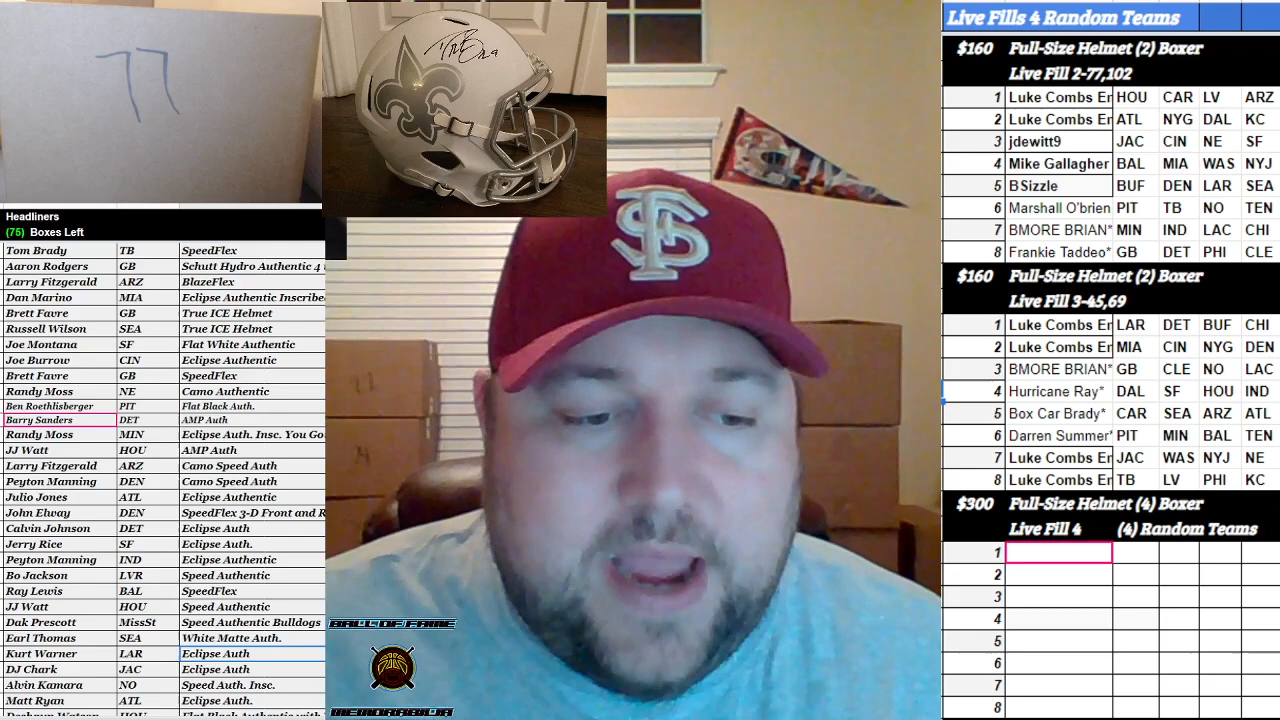 77
Headliners
(75) Boxes Left
Tom Brady TB SpeedFlex
Aaron Rodgers GB Schutt Hydro Authentic 4
Larry Fitzgerald ARZ BlazeFlex
Dan Marino MIA Eclipse Authentic Inscribe
Brett Favre GB True ICE Helmet
Russell Wilson SEA True ICE Helmet
Joe Montana SF Flat White Authentic
Joe Burrow CIN Eclipse Authentic
Brett Favre GB SpeedFlex
Randy Moss NE Camo Authentic
Ben Roethlisberger PIT Flat Black Auth.
Barry Sanders DET AMP Auth
Randy Moss MIN Eclipse Auth. Insc. You Go
JJ Watt HOU AMP Auth
Larry Fitzgerald ARZ Camo Speed Auth
Peyton Manning DEN Camo Speed Auth
Julio Jones ATL Eclipse Authentic
John Elway DEN SpeedFlex 3-D Front and R
Calvin Johnson DET Eclipse Auth
Jerry Rice SF Eclipse Auth.
Peyton Manning IND Eclipse Authentic
Bo Jackson LVR Speed Authentic
Ray Lewis BAL SpeedFlex
JJ Watt HOU Speed Authentic
Dak Prescott MissSt Speed Authentic Bulldogs
Earl Thomas SEA White Matte Auth.
Kurt Warner LAR Eclipse Auth
DJ Chark JAC Eclipse Auth
Alvin Kamara NO Speed Auth. Insc.
Matt Ryan ATL Eclipse Auth.
Deshaun Watson HOU Flat Black Authentic with
FS
BALL OF FAME
MEMORABILIA
Live Fills 4 Random Teams
$160 Full-Size Helmet (2) Boxer
Live Fill 2-77,102
1 Luke Combs Er HOU CAR LV ARZ
2 Luke Combs Er ATL NYG DAL KC
3 jdewitt9 JAC CIN NE SF
4 Mike Gallagher BAL MIA WAS NYJ
5 BSizzle BUF DEN LAR SEA
6 Marshall O'brien PIT TB NO TEN
7 BMORE BRIAN* MIN IND LAC CHI
8 Frankie Taddeo* GB DET PHI CLE
$160 Full-Size Helmet (2) Boxer
Live Fill 3-45,69
1 Luke Combs Er LAR DET BUF CHI
2 Luke Combs Er MIA CIN NYG DEN
3 BMORE BRIAN* GB CLE NO LAC
4 Hurricane Ray* DAL SF HOU IND
5 Box Car Brady* CAR SEA ARZ ATL
6 Darren Summer* PIT MIN BAL TEN
7 Luke Combs Er JAC WAS NYJ NE
8 Luke Combs Er TB LV PHI KC
$300 Full-Size Helmet (4) Boxer
Live Fill 4 (4) Random Teams
1
2
3
4
5
6
7
8